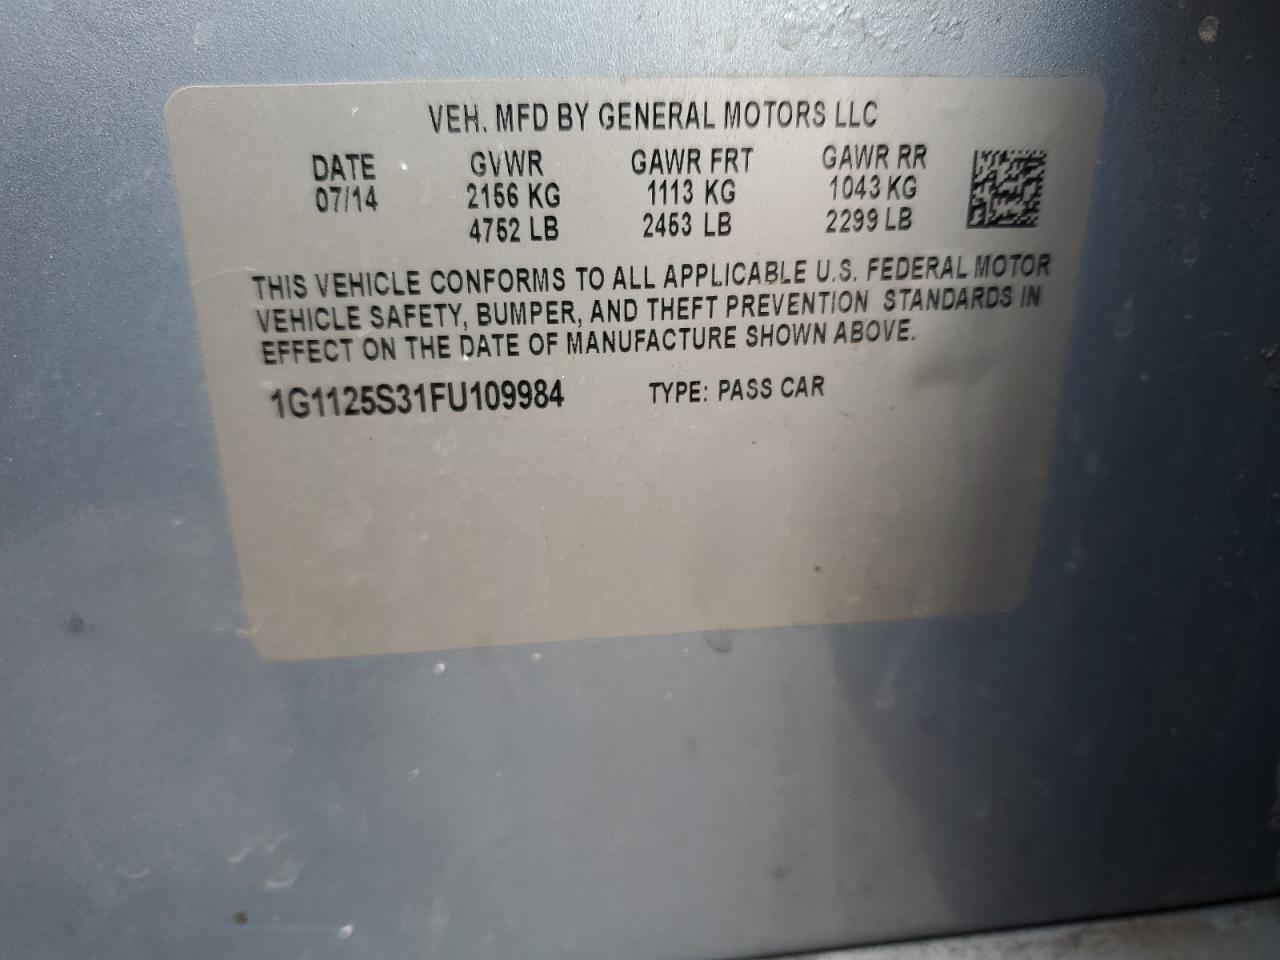 VEH. MFD BY GENERAL MOTORS LLC
DATE GVWR GAWR FRT GAWR RR
07/14 2156 KG 1113 KG 1043 KG
4752 LB 2453 LB 2299 LB
THIS VEHICLE CONFORMS TO ALL APPLICABLE U.S. FEDERAL MOTOR
VEHICLE SAFETY, BUMPER, AND THEFT PREVENTION STANDARDS IN
EFFECT ON THE DATE OF MANUFACTURE SHOWN ABOVE.
1G1125S31FU109984 TYPE: PASS CAR